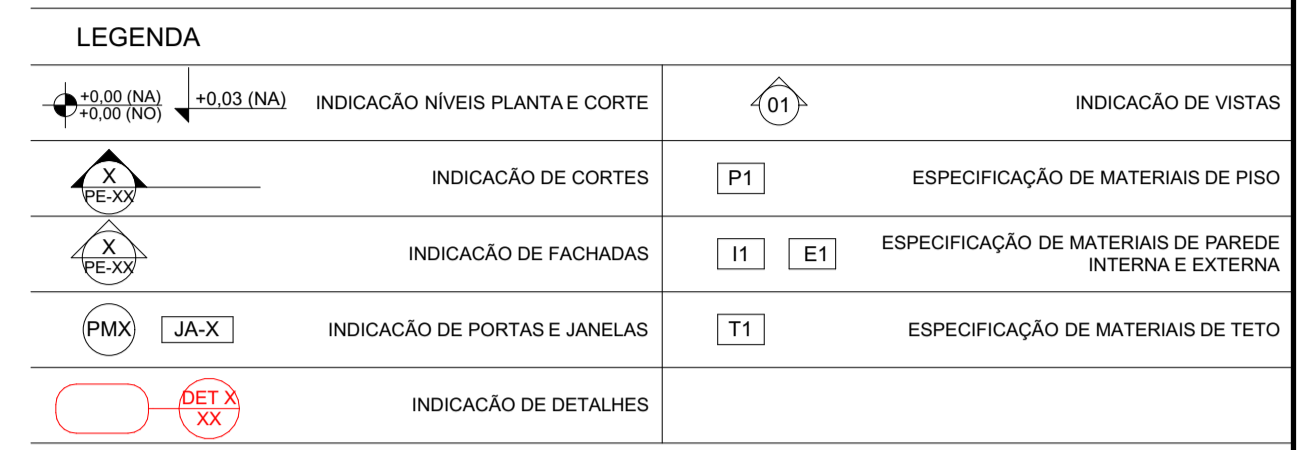 LEGENDA
+0,00 (NA)
+0,00 (NO)
+0,03 (NA)
INDICACÃO NÍVEIS PLANTA E CORTE
01
INDICACÃO DE VISTAS
X
PE-XX
INDICACÃO DE CORTES
P1
ESPECIFICAÇÃO DE MATERIAIS DE PISO
X
PE-XX
INDICACÃO DE FACHADAS
I1
E1
ESPECIFICAÇÃO DE MATERIAIS DE PAREDE
INTERNA E EXTERNA
PMX
JA-X
INDICACÃO DE PORTAS E JANELAS
T1
ESPECIFICAÇÃO DE MATERIAIS DE TETO
DET X
XX
INDICACÃO DE DETALHES